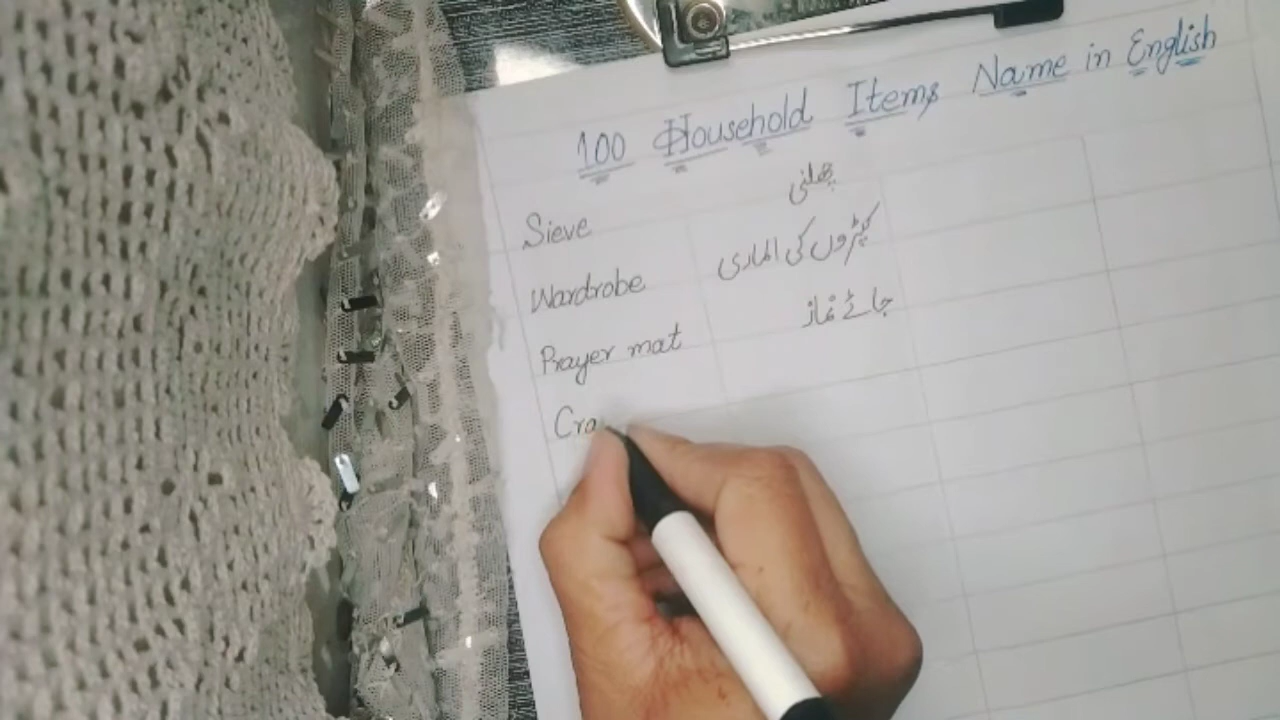 100 Household Items Name in English
Sieve چھلنی
Wardrobe کپڑوں کی الماری
Prayer mat جائے نماز
Cra